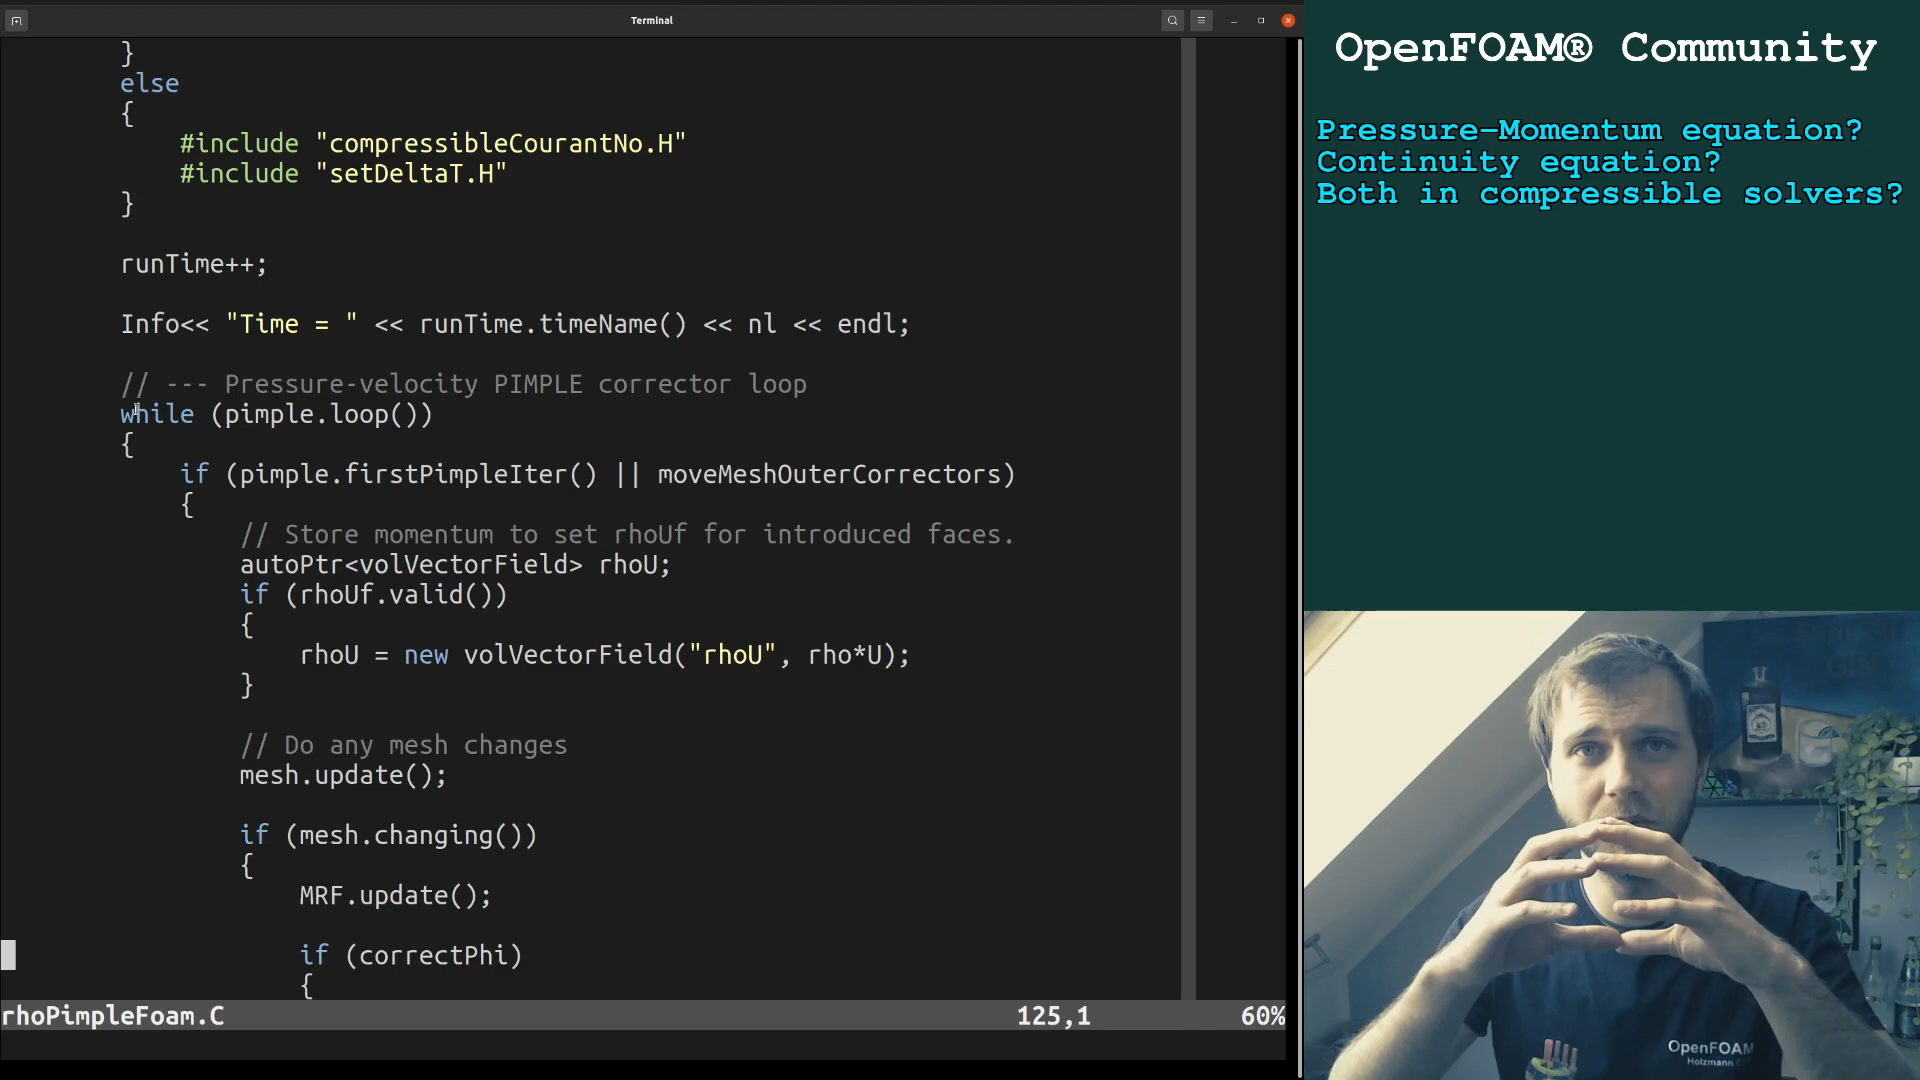 Terminal
}
else
{
#include "compressibleCourantNo.H"
#include "setDeltaT.H"
}
runTime++;
Info<< "Time = " << runTime.timeName() << nl << endl;
// --- Pressure-velocity PIMPLE corrector loop
while (pimple.loop())
{
if (pimple.firstPimpleIter() || moveMeshOuterCorrectors)
{
// Store momentum to set rhoUf for introduced faces.
autoPtr<volVectorField> rhoU;
if (rhoUf.valid())
{
rhoU = new volVectorField("rhoU", rho*U);
}
// Do any mesh changes
mesh.update();
if (mesh.changing())
{
MRF.update();
if (correctPhi)
{
rhoPimpleFoam.C 125,1 60%
OpenFOAM® Community
Pressure-Momentum equation?
Continuity equation?
Both in compressible solvers?
OpenFOAM
Holzmann